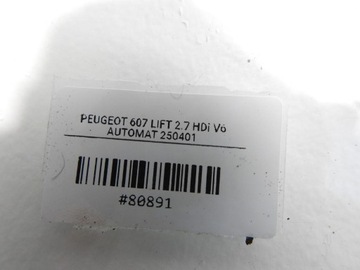 PEUGEOT 607 LIFT 2.7 HDi V6
AUTOMAT 250401
#80891